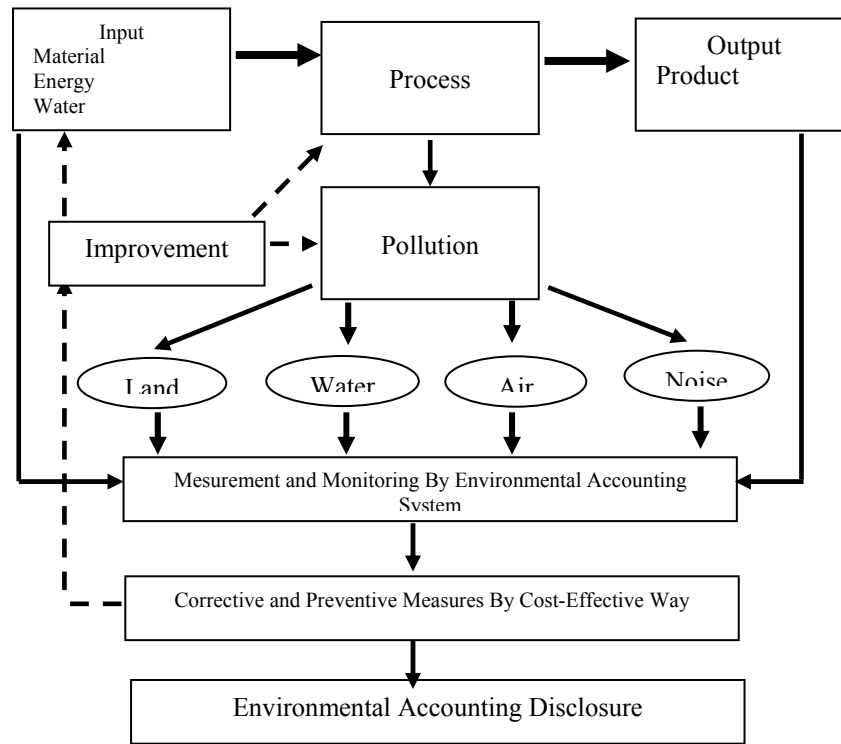 Input
Material
Energy
Water
Process
Output
Product
Improvement
Pollution
Land
Water
Air
Noise
Mesurement and Monitoring By Environmental Accounting
System
Corrective and Preventive Measures By Cost-Effective Way
Environmental Accounting Disclosure